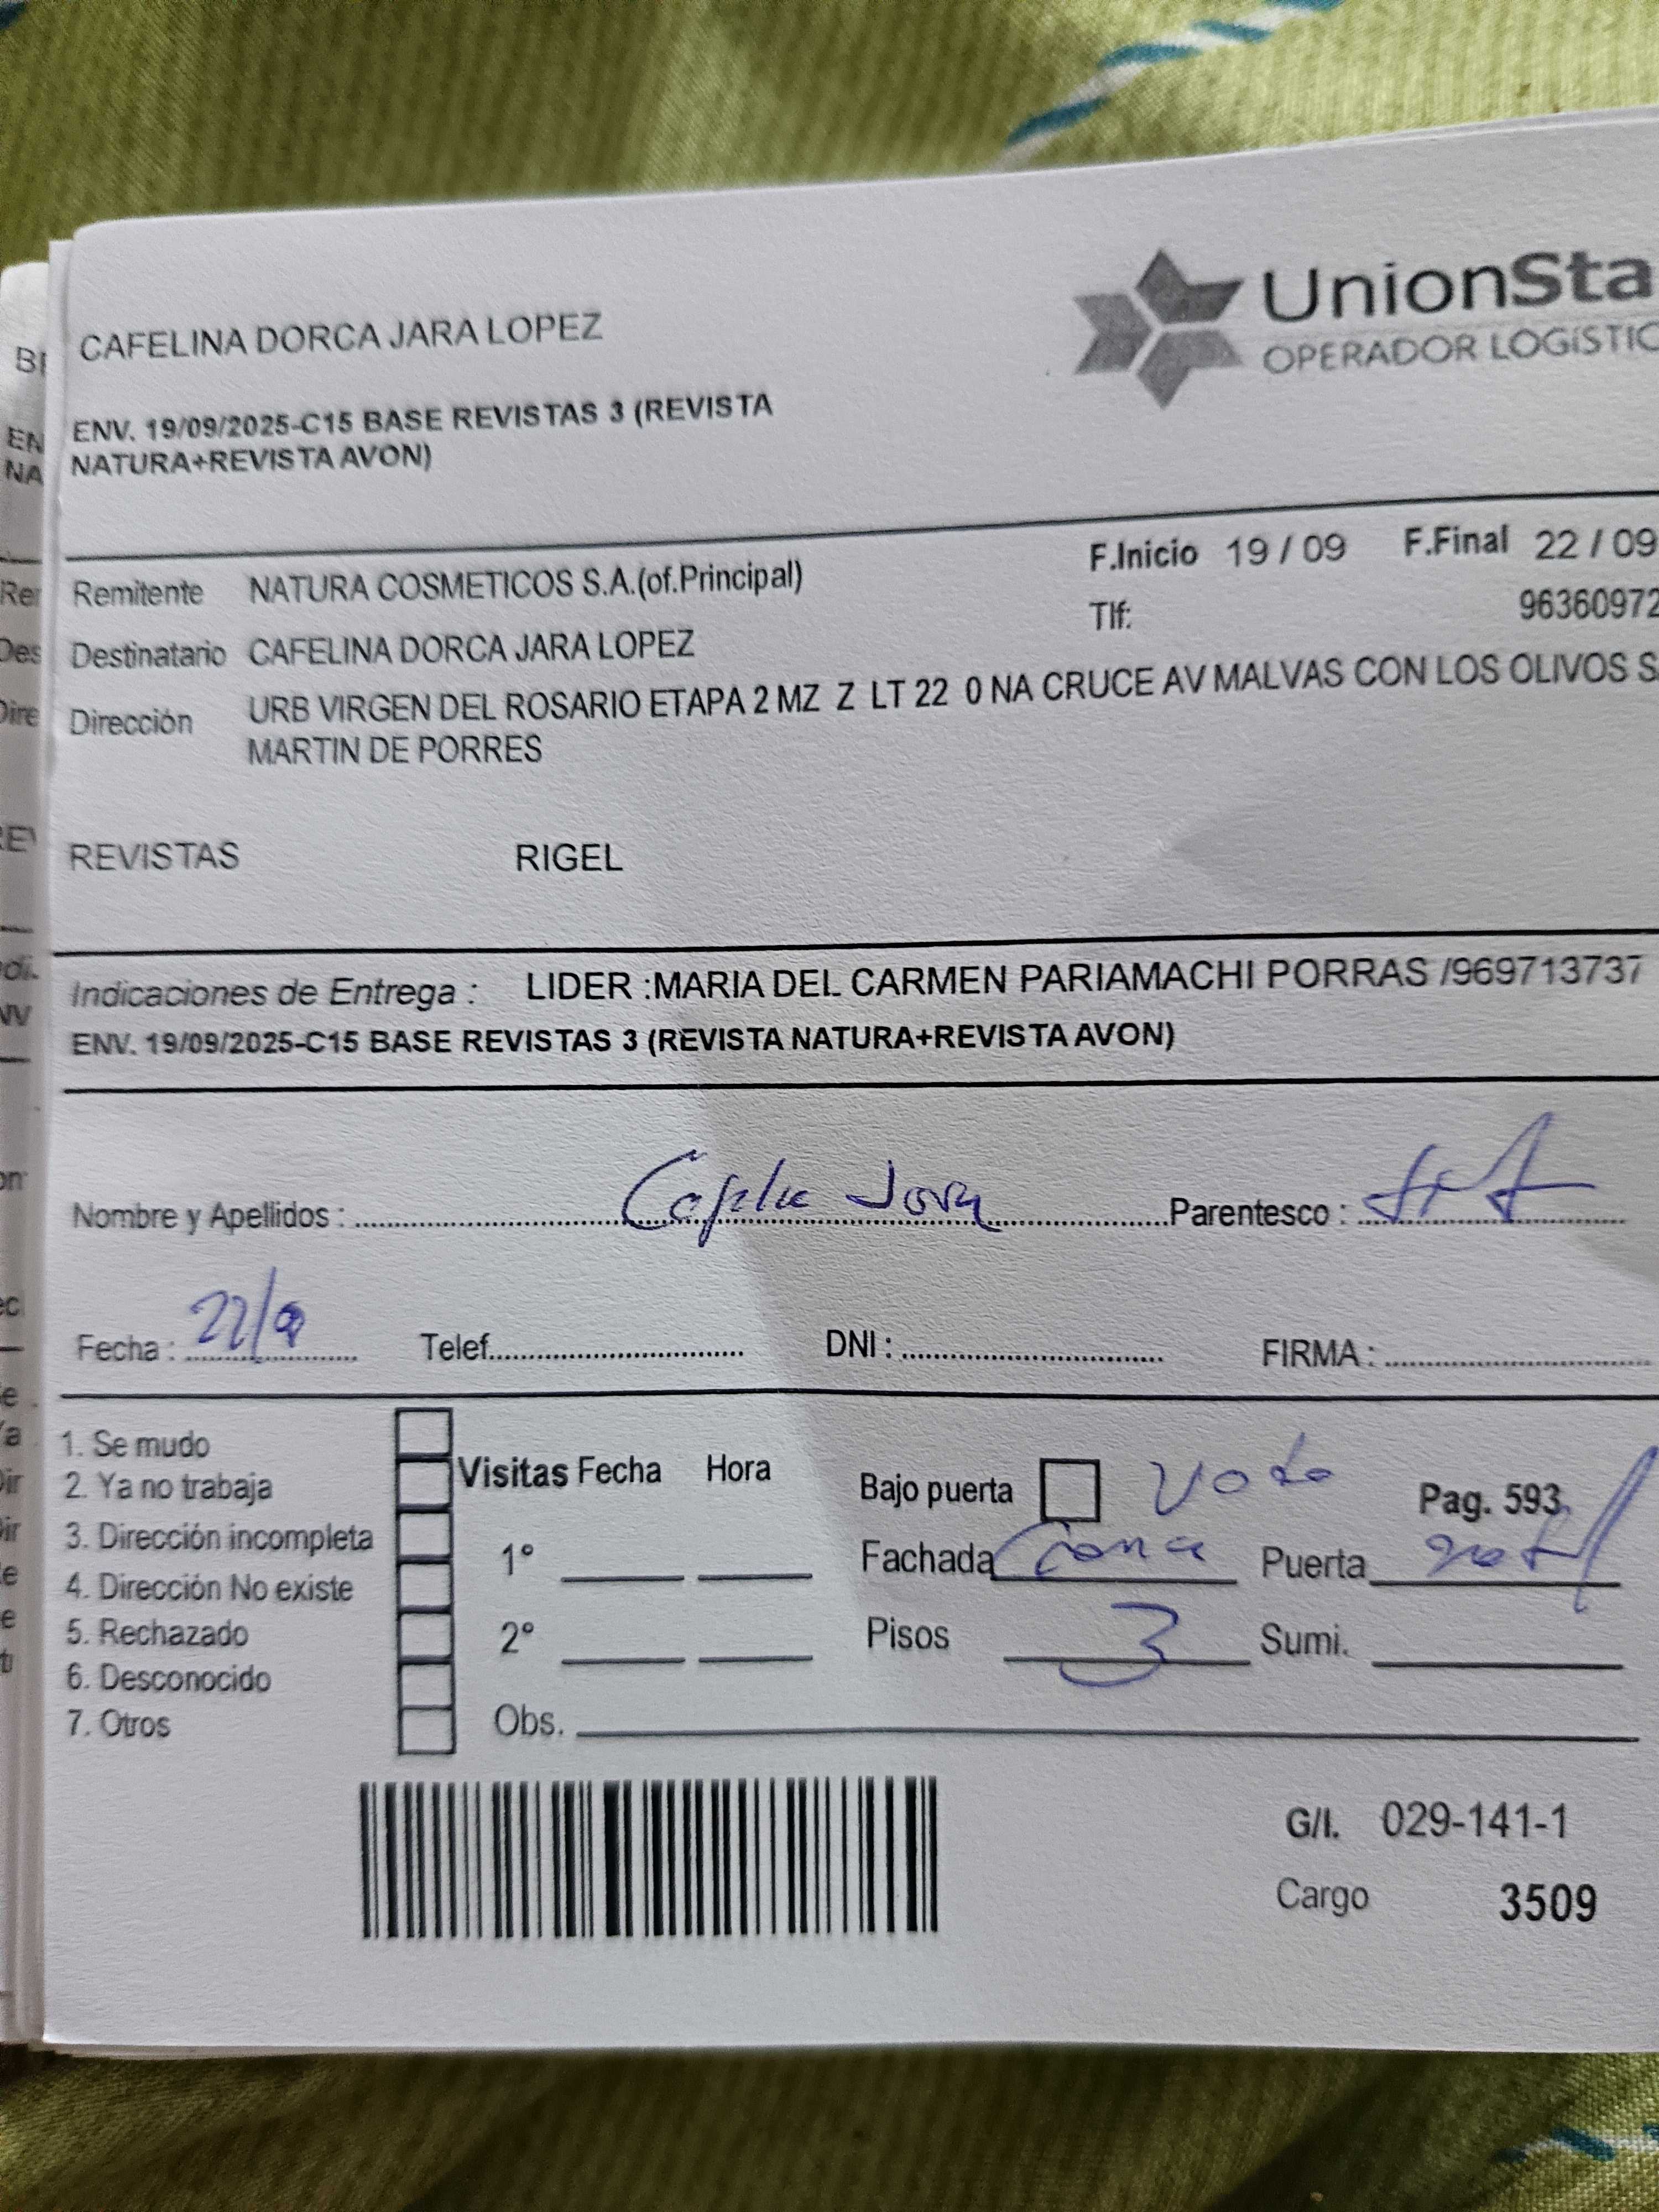 CAFELINA DORCA JARA LOPEZ
UnionSta
OPERADOR LOGÍSTIC
ENV. 19/09/2025-C15 BASE REVISTAS 3 (REVISTA
NATURA+REVISTA AVON)
F.Inicio 19 / 09 F.Final 22 / 09
Remitente NATURA COSMETICOS S.A.(of.Principal)
Tlf: 96360972
Destinatario CAFELINA DORCA JARA LOPEZ
Dirección URB VIRGEN DEL ROSARIO ETAPA 2 MZ Z LT 22 0 NA CRUCE AV MALVAS CON LOS OLIVOS S
MARTIN DE PORRES
REVISTAS RIGEL
Indicaciones de Entrega : LIDER :MARIA DEL CARMEN PARIAMACHI PORRAS /969713737
ENV. 19/09/2025-C15 BASE REVISTAS 3 (REVISTA NATURA+REVISTA AVON)
Nombre y Apellidos : Parentesco :
Fecha : 22/9 Telef. DNI : FIRMA :
1. Se mudo
2. Ya no trabaja
3. Dirección incompleta
4. Dirección No existe
5. Rechazado
6. Desconocido
7. Otros
Visitas Fecha Hora
1°
2°
Obs.
Bajo puerta Pag. 593
Fachada Puerta
Pisos 3 Sumi.
G/I. 029-141-1
Cargo 3509